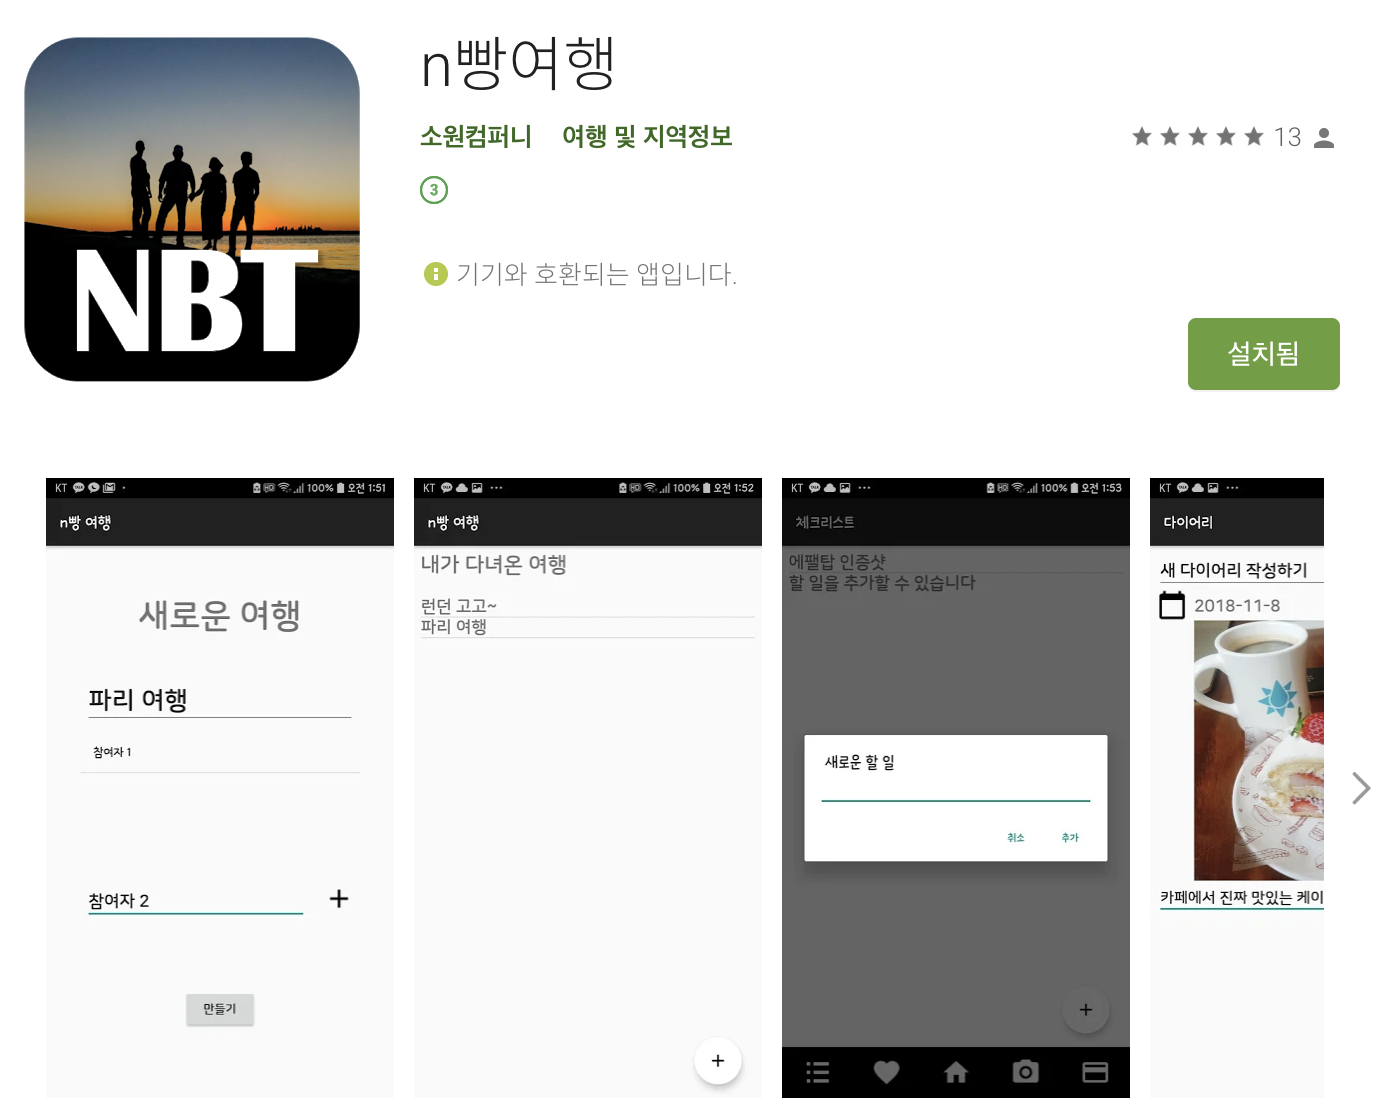 n빵여행
소원컴퍼니 여행 및 지역정보
13
3
기기와 호환되는 앱입니다.
설치됨
NBT
KT 100% 오전 1:51
n빵 여행
새로운 여행
파리 여행
참여자 1
참여자 2
만들기
KT 100% 오전 1:52
n빵 여행
내가 다녀온 여행
런던 고고~
파리 여행
KT 100% 오전 1:53
체크리스트
에팰탑 인증샷
할 일을 추가할 수 있습니다
새로운 할 일
취소 추가
KT
다이어리
새 다이어리 작성하기
2018-11-8
카페에서 진짜 맛있는 케이